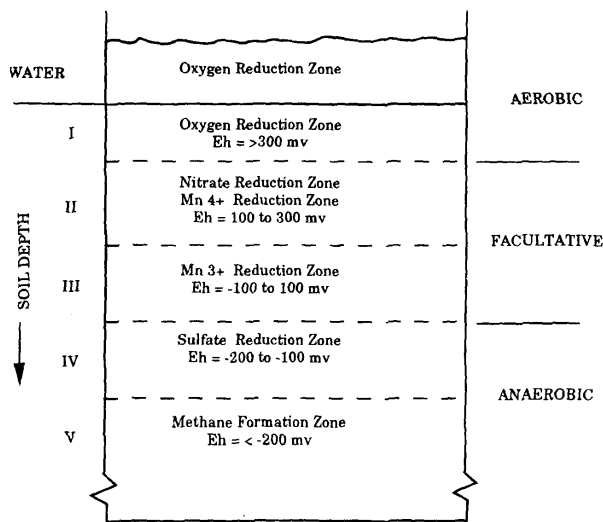 Oxygen Reduction Zone
WATER
AEROBIC
I
Oxygen Reduction Zone
Eh = >300 mv
II
Nitrate Reduction Zone
Mn 4+ Reduction Zone
Eh = 100 to 300 mv
FACULTATIVE
SOIL DEPTH
III
Mn 3+ Reduction Zone
Eh = -100 to 100 mv
IV
Sulfate Reduction Zone
Eh = -200 to -100 mv
ANAEROBIC
V
Methane Formation Zone
Eh = < -200 mv